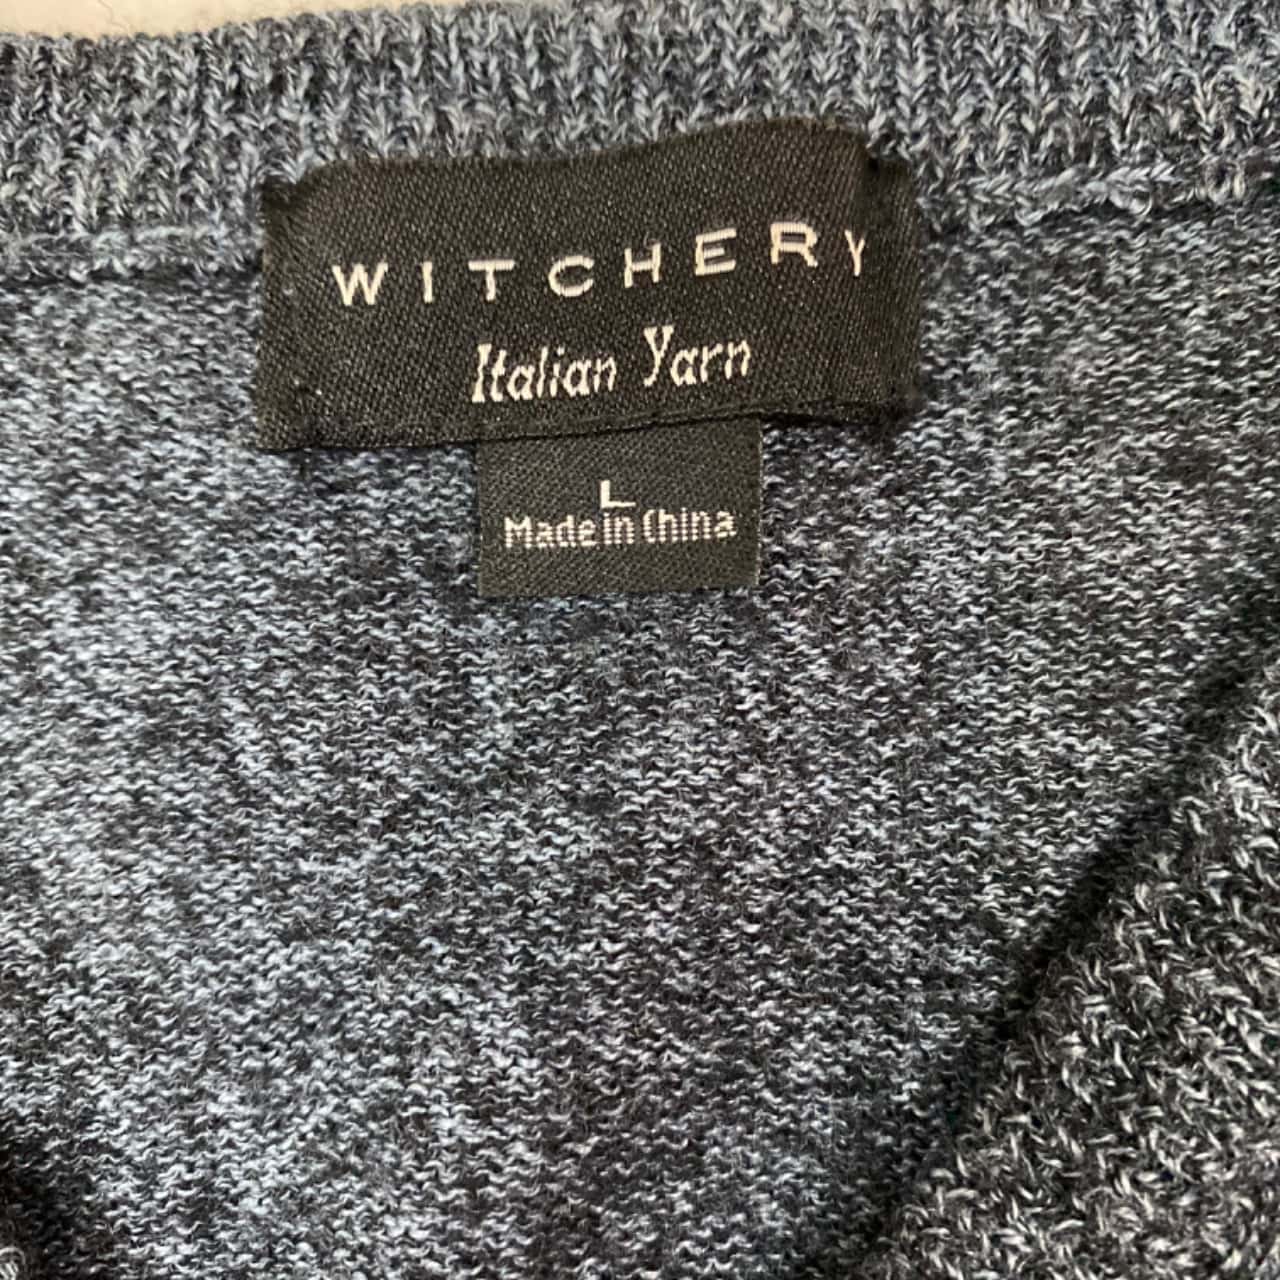 WITCHERY
Italian Yarn
L
Made in China